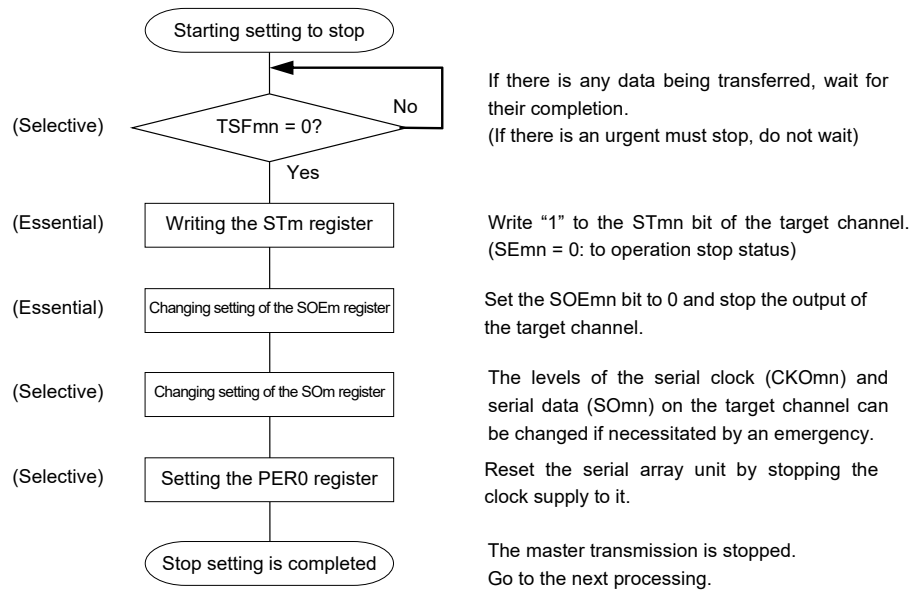 Starting setting to stop
If there is any data being transferred, wait for
their completion.
(If there is an urgent must stop, do not wait)
No
(Selective)
TSFmn = 0?
Yes
(Essential)
Writing the STm register
Write “1” to the STmn bit of the target channel.
(SEmn = 0: to operation stop status)
(Essential)
Changing setting of the SOEm register
Set the SOEmn bit to 0 and stop the output of
the target channel.
(Selective)
Changing setting of the SOm register
The levels of the serial clock (CKOmn) and
serial data (SOmn) on the target channel can
be changed if necessitated by an emergency.
(Selective)
Setting the PER0 register
Reset the serial array unit by stopping the
clock supply to it.
Stop setting is completed
The master transmission is stopped.
Go to the next processing.